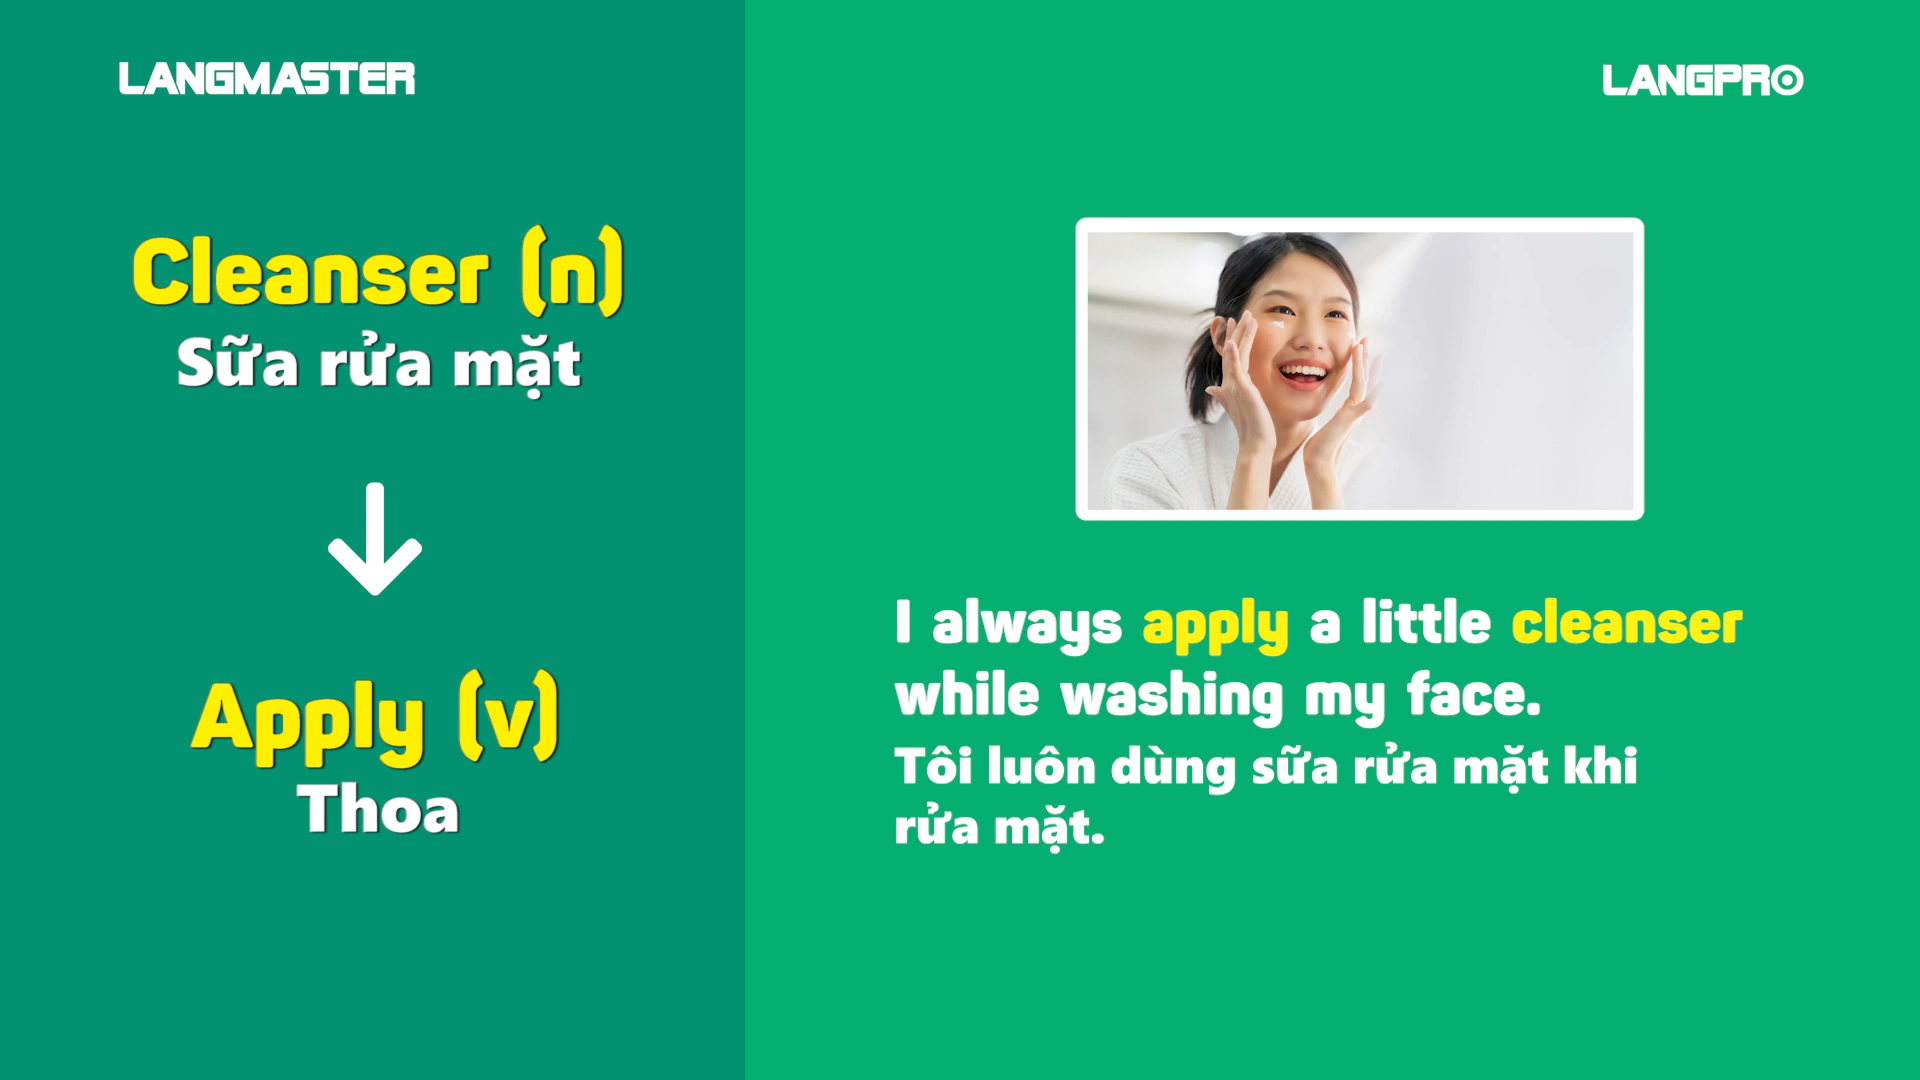 LANGMASTER
LANGPRO
Cleanser (n)
Sữa rửa mặt
Apply (v)
Thoa
I always apply a little cleanser
while washing my face.
Tôi luôn dùng sữa rửa mặt khi
rửa mặt.